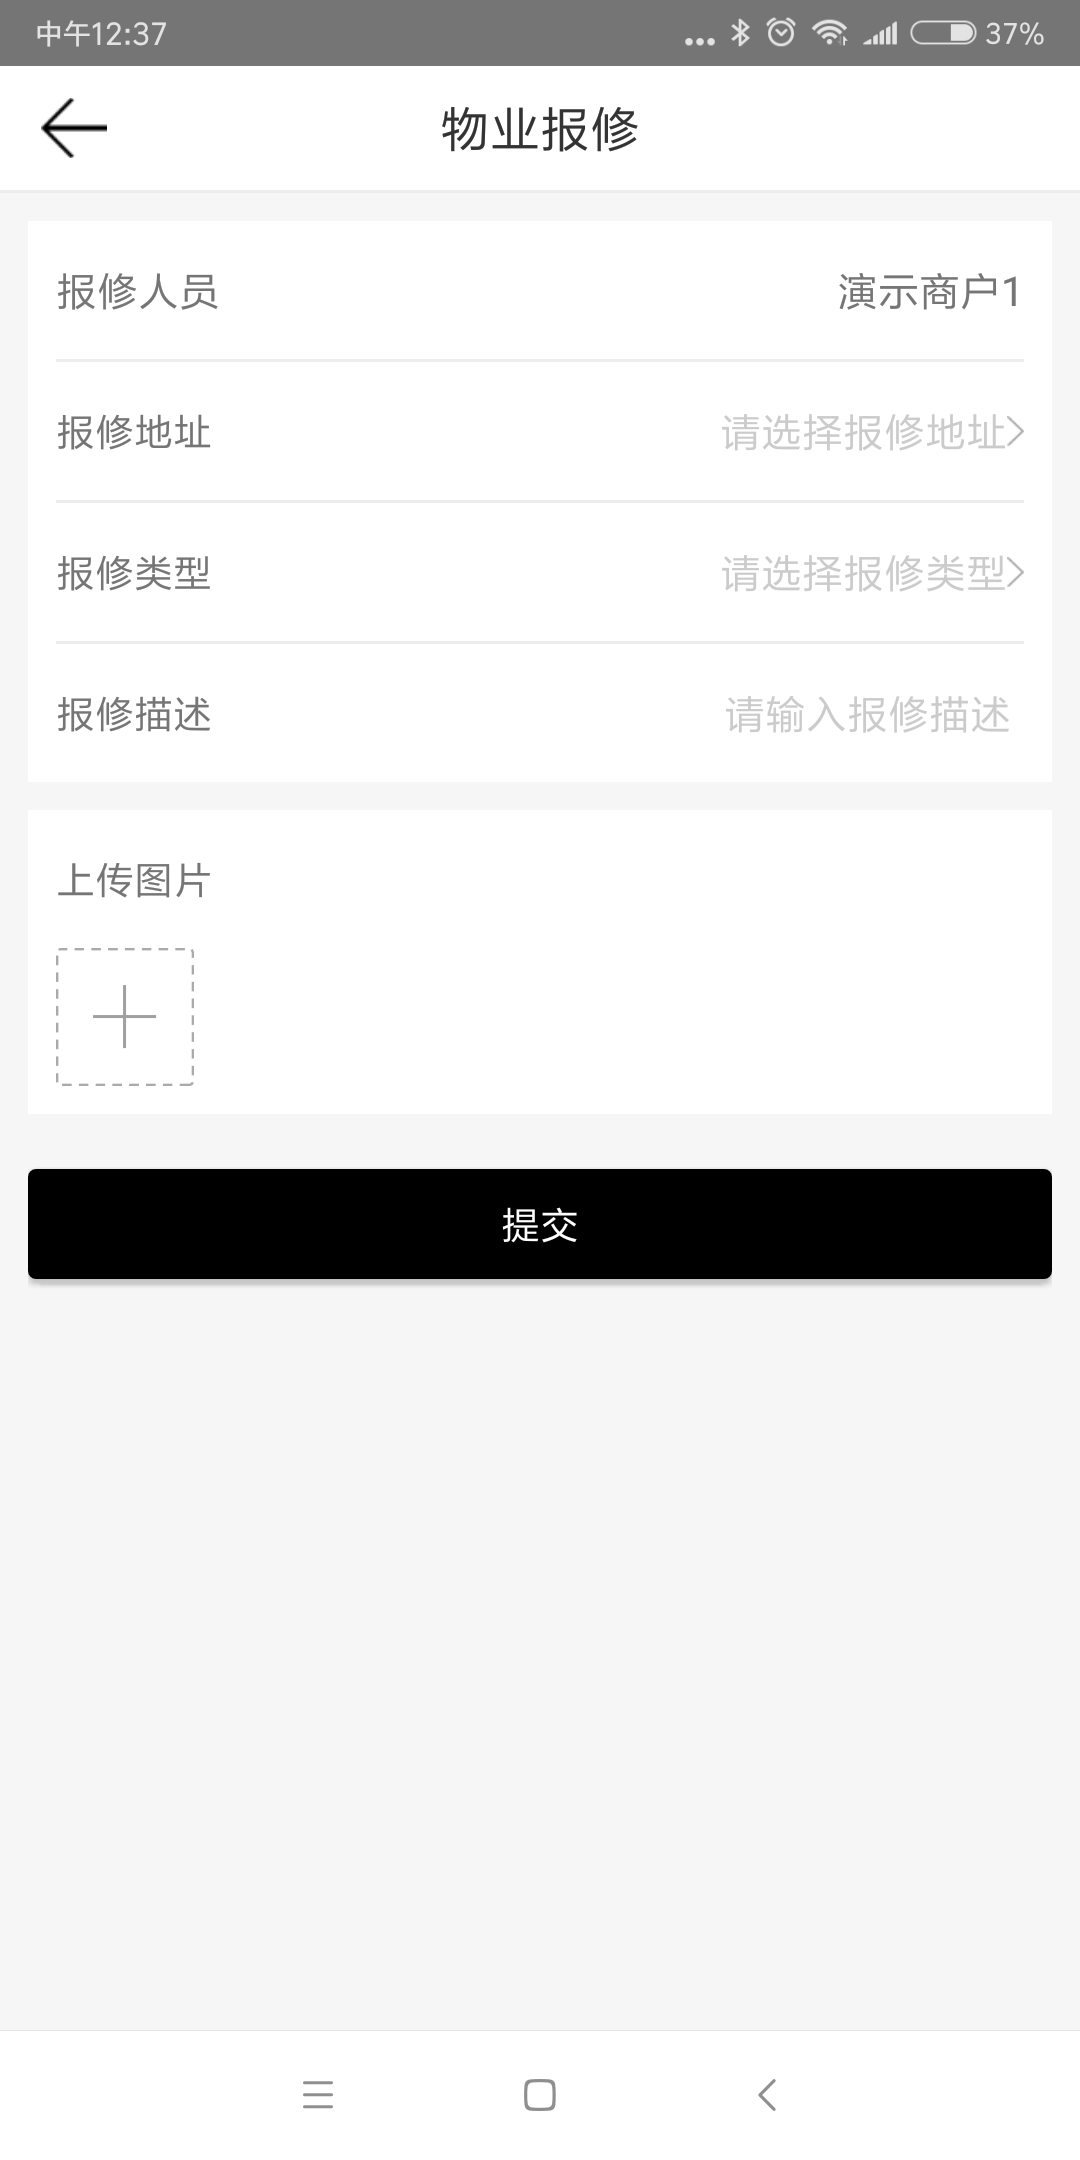 中午12:37 37%
物业报修
报修人员 演示商户1
报修地址 请选择报修地址
报修类型 请选择报修类型
报修描述 请输入报修描述
上传图片
提交